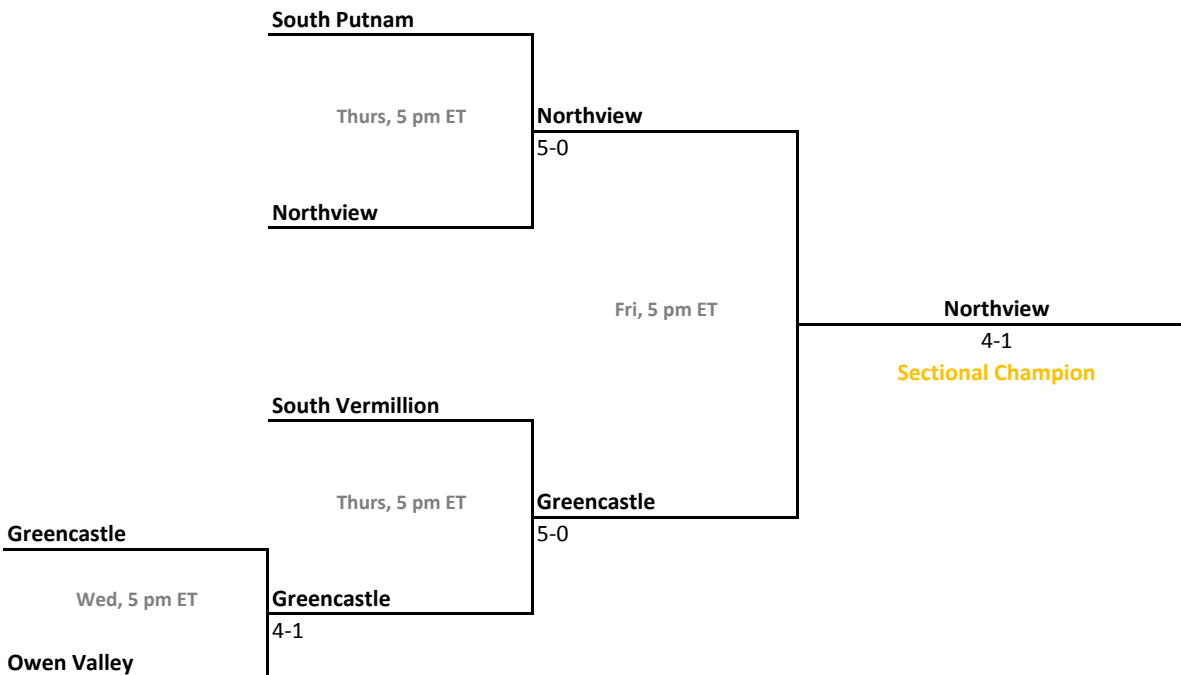 South Putnam
Thurs, 5 pm ET
Northview
5-0
Northview
Fri, 5 pm ET
Northview
4-1
Sectional Champion
South Vermillion
Thurs, 5 pm ET
Greencastle
5-0
Greencastle
Wed, 5 pm ET
Greencastle
4-1
Owen Valley